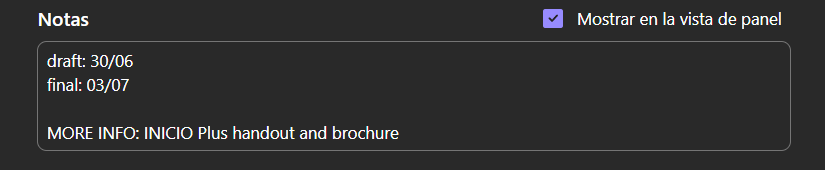 Notas
Mostrar en la vista de panel
draft: 30/06
final: 03/07
MORE INFO: INICIO Plus handout and brochure